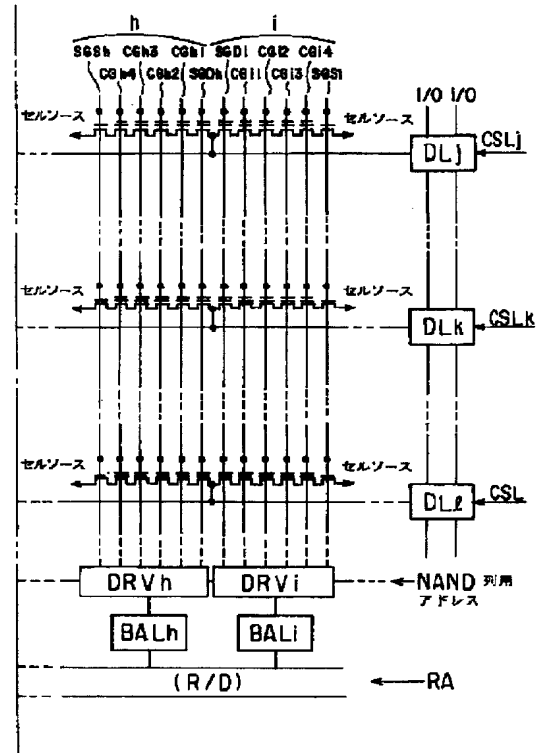 h i
SGSh CGh3 CGh1 SGDi CGi2 CGi4
CGh4 CGh2 SGDh CGi1 CGi3 SGSi
I/O I/O
セルソース セルソース
DLj CSLj
セルソース セルソース
DLk CSLk
セルソース セルソース
DLℓ CSL
DRVh DRVi NAND 列用
アドレス
BALh BALi
(R/D) RA